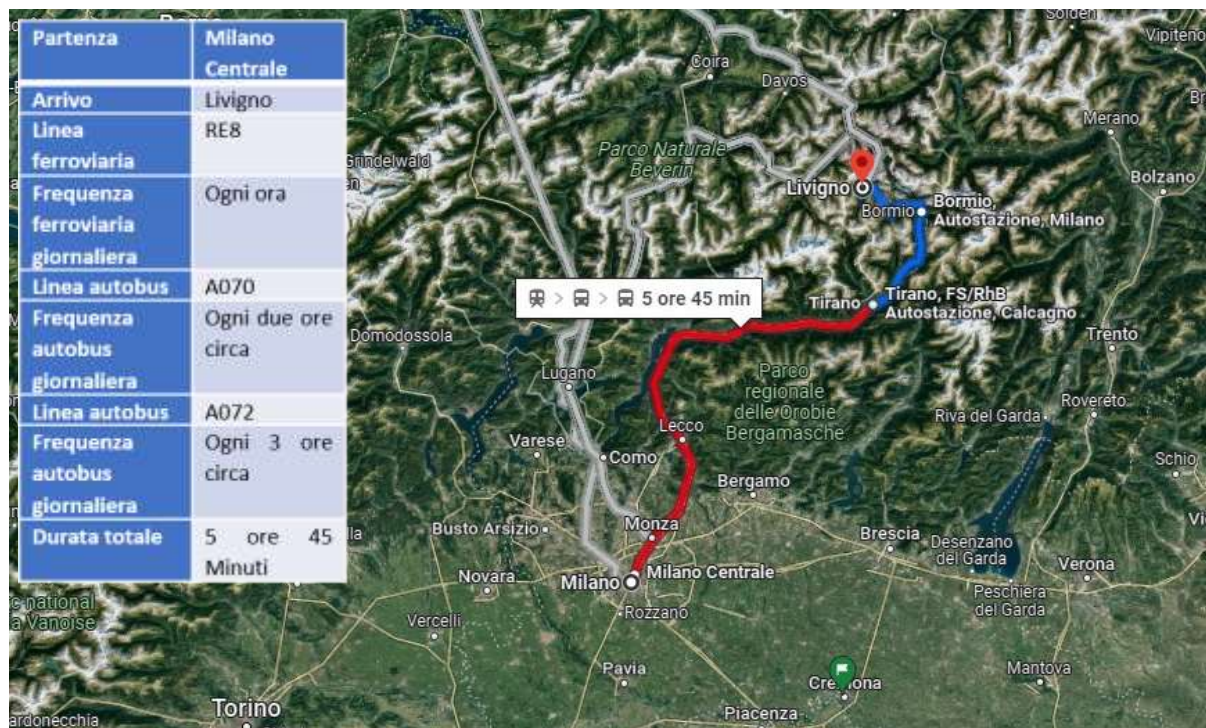 Partenza
Milano
Centrale
Arrivo
Livigno
Linea
ferroviaria
RE8
Frequenza
ferroviaria
giornaliera
Ogni ora
Linea autobus
A070
Frequenza
autobus
giornaliera
Ogni due ore
circa
Linea autobus
A072
Frequenza
autobus
giornaliera
Ogni 3 ore
circa
Durata totale
5 ore 45
Minuti
Solden
Vipiteno
Coira
Davos
Merano
Grindelwald
Parco Naturale
Beverin
Bolzano
Livigno
Bormio
Bormio,
Autostazione, Milano
5 ore 45 min
Tirano
Tirano, FS/RhB
Autostazione, Calcagno
Domodossola
Trento
Lugano
Parco
regionale
delle Orobie
Bergamasche
Riva del Garda
Rovereto
Lecco
Varese
Como
Schio
Bergamo
Busto Arsizio
Monza
Brescia
Desenzano
del Garda
Verona
Novara
Milano
Milano Centrale
Peschiera
del Garda
Rozzano
c national
a Vanoise
Vercelli
Pavia
Mantova
Cremona
Torino
Piacenza
ardonecchia